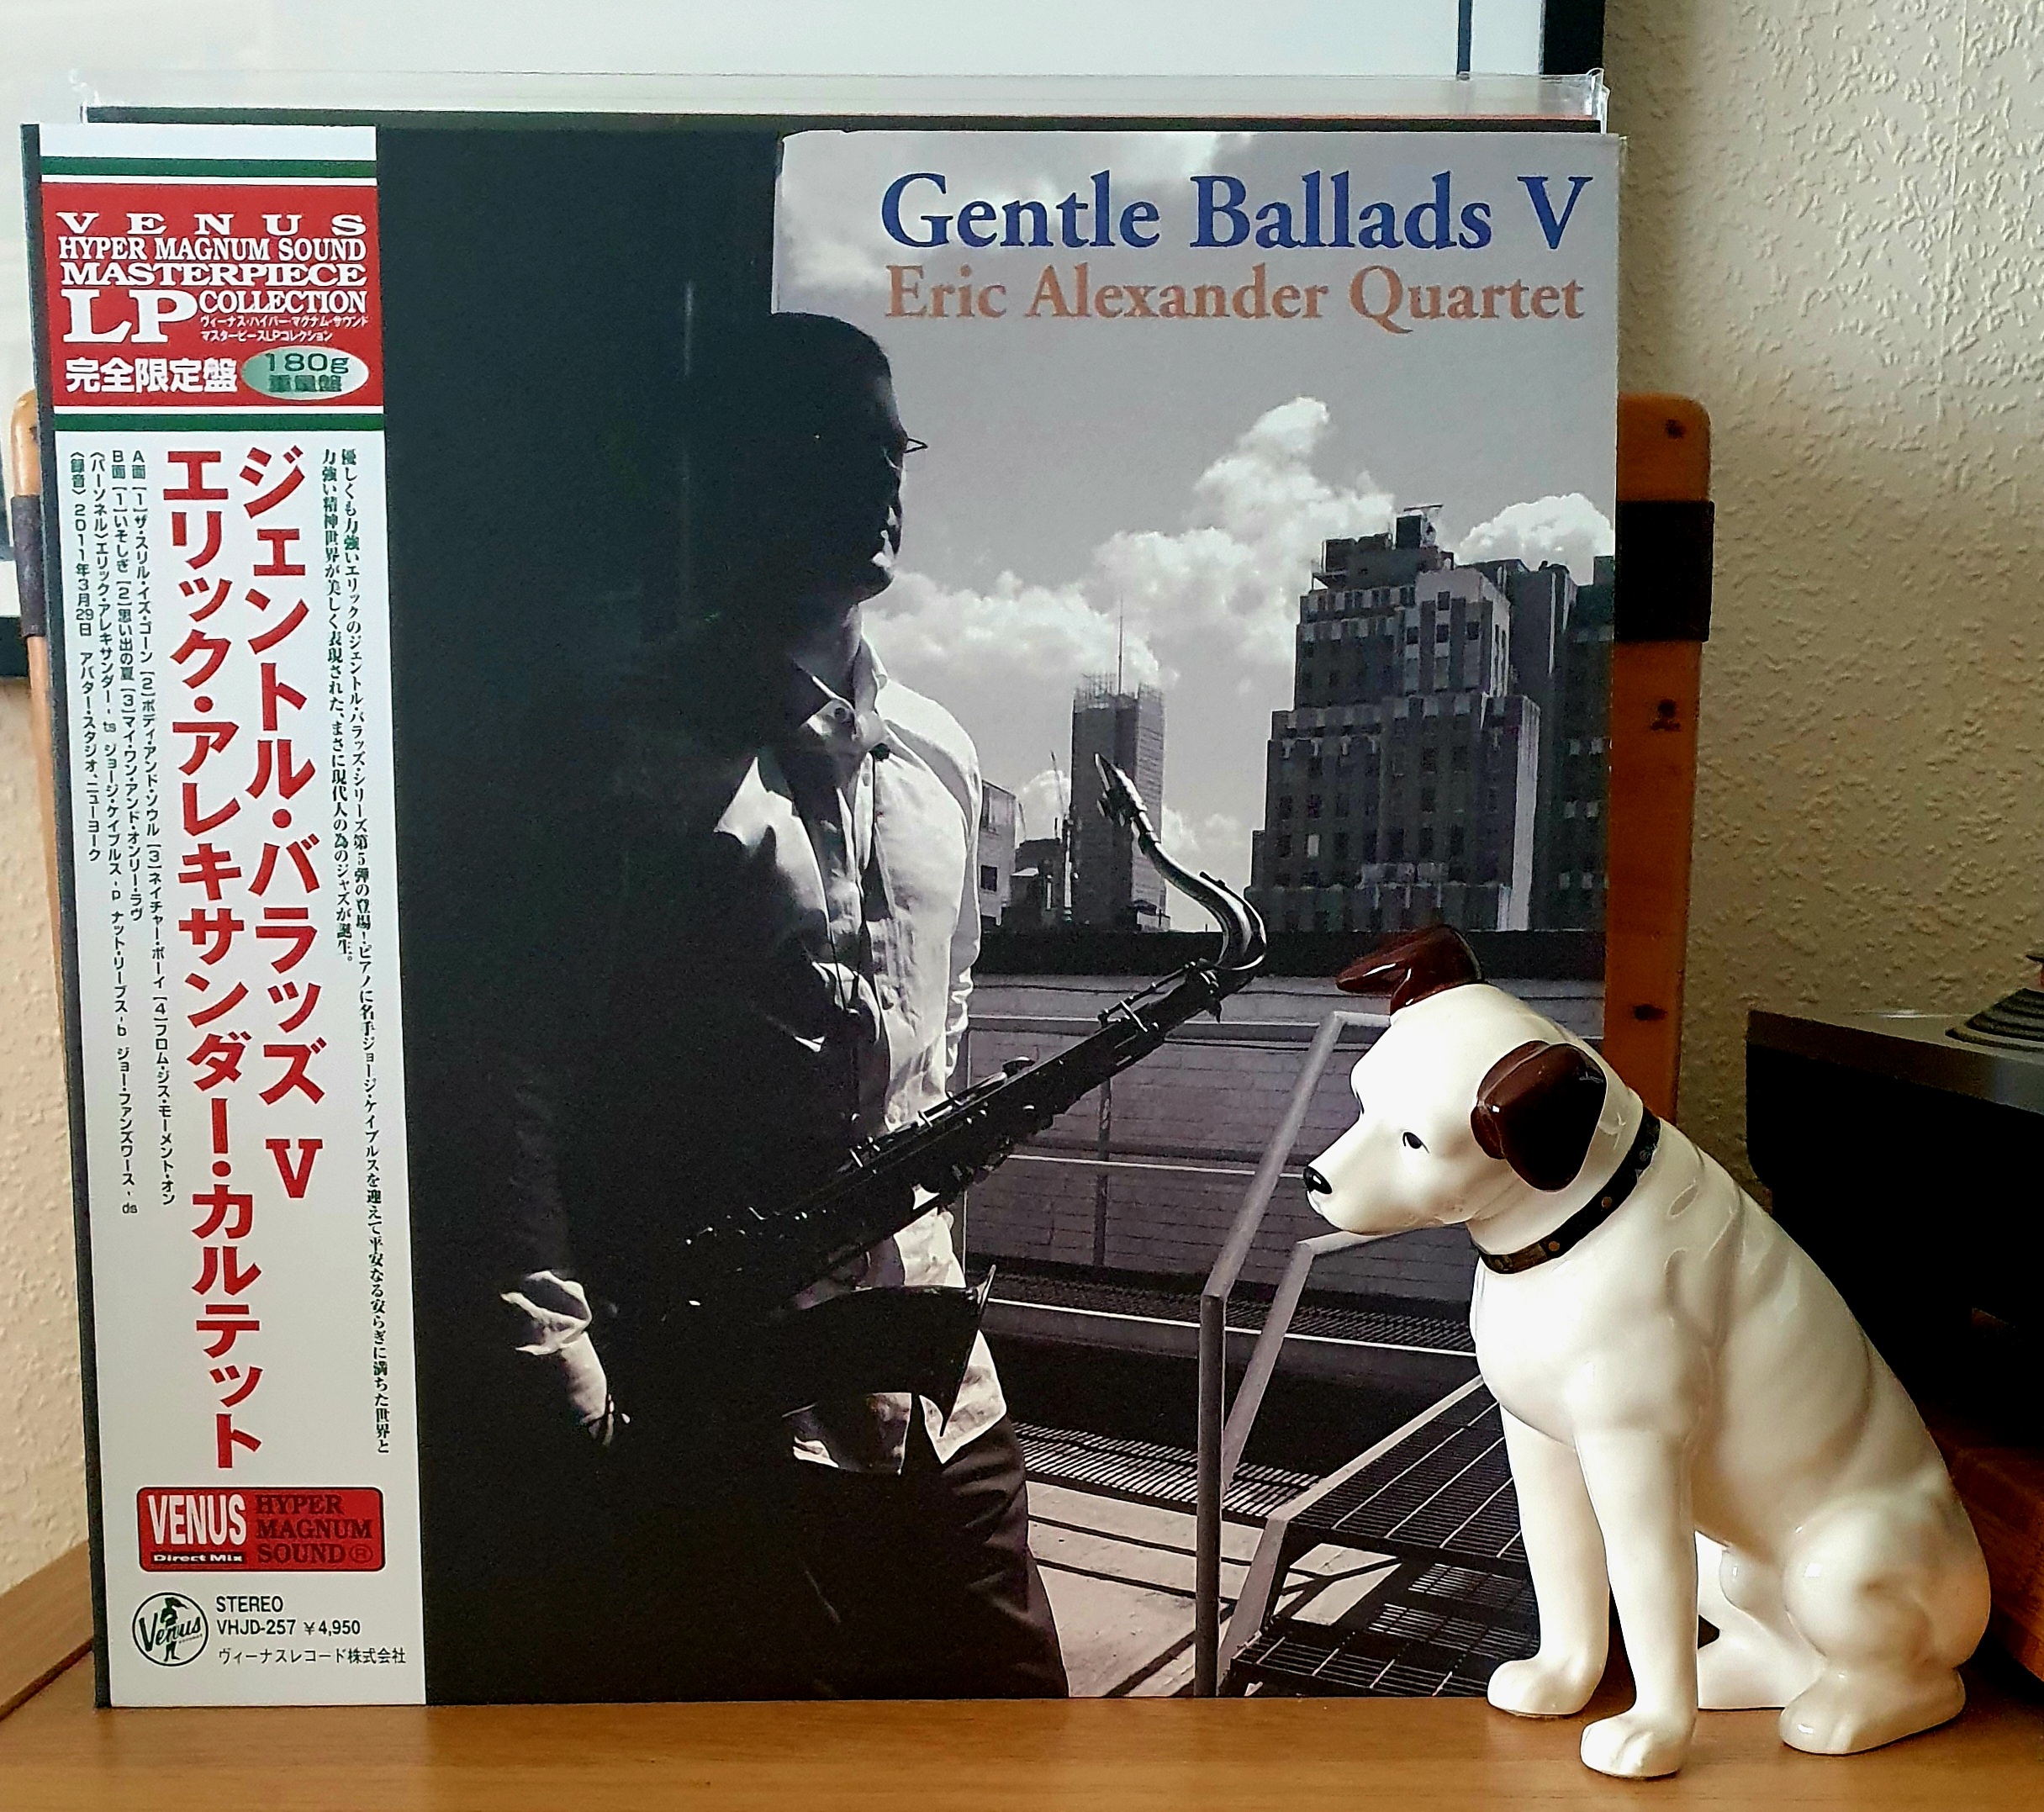 Gentle Ballads V
Eric Alexander Quartet
VENUS
HYPER MAGNUM SOUND
MASTERPIECE
LP COLLECTION
ヴィーナス・ハイパー・マグナム・サウンド
マスターピースLPコレクション
完全限定盤
180g
重量盤
優しくも力強いエリックのジェントル・バラッズ・シリーズ第5弾の登場!ピアノに名手ジョージ・ケイブルスを迎えて平安なる安らぎに満ちた世界と
力強い精神世界が美しく表現された、まさに現代人の為のジャズが誕生。
ジェントル・バラッズ V
エリック・アレキサンダー・カルテット
A面 [1]ザ・スリル・イズ・ゴーン [2]ボディ・アンド・ソウル [3]ネイチャー・ボーイ [4]フロム・ジス・モーメント・オン
B面 [1]いそしぎ [2]思い出の夏 [3]マイ・ワン・アンド・オンリー・ラヴ
〈パーソネル〉エリック・アレキサンダー - ts ジョージ・ケイブルス - p ナット・リーブス - b ジョー・ファンズワース - ds
〈録音〉2011年3月29日 アバター・スタジオ、ニューヨーク
VENUS
Direct Mix
HYPER
MAGNUM
SOUND®
Venus
STEREO
VHJD-257 ¥4,950
ヴィーナスレコード株式会社